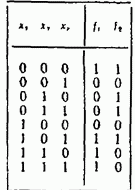 x₁ x₂ x₃ f₁ f₂
0 0 0 1 1
0 0 1 0 0
0 1 0 0 1
0 1 1 0 0
1 0 0 0 0
1 0 1 1 1
1 1 0 1 1
1 1 1 1 0